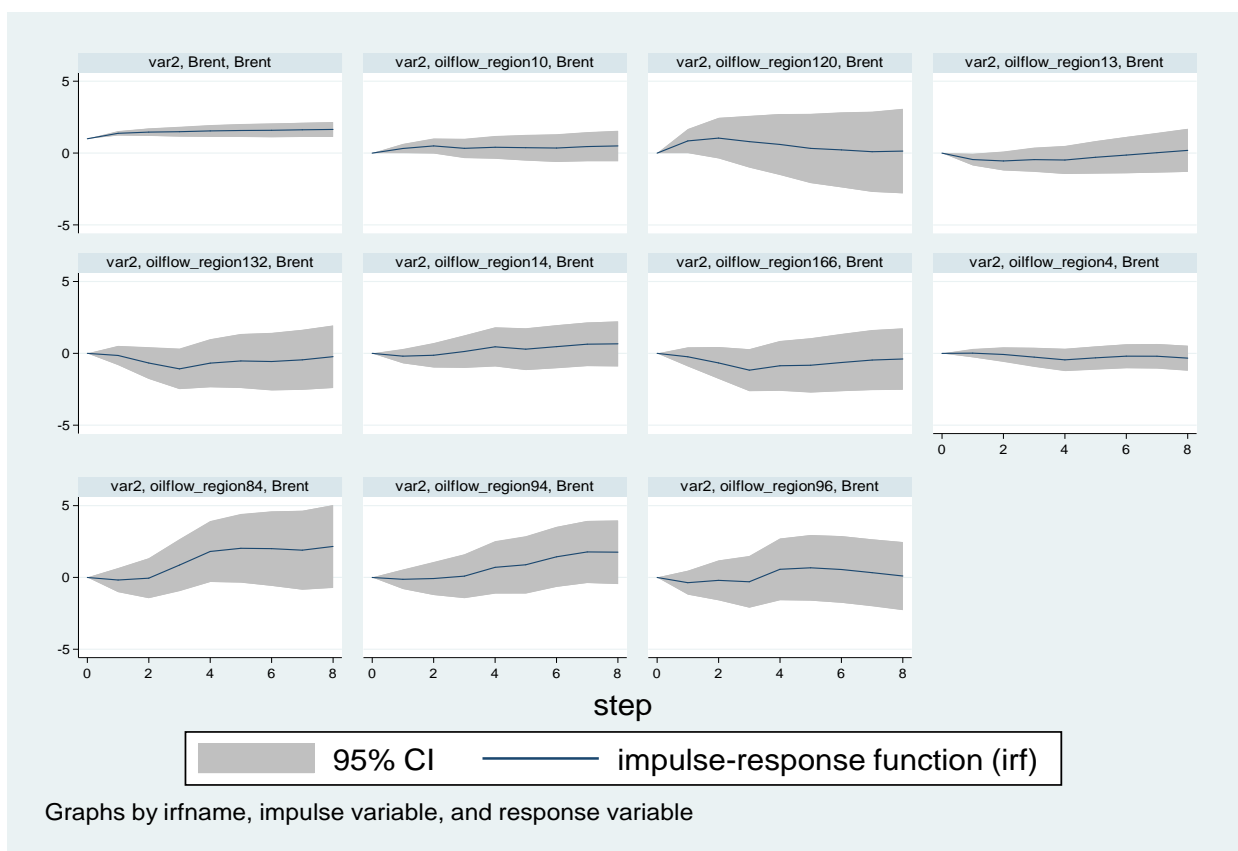 var2, Brent, Brent
var2, oilflow_region10, Brent
var2, oilflow_region120, Brent
var2, oilflow_region13, Brent
5
0
-5
var2, oilflow_region132, Brent
var2, oilflow_region14, Brent
var2, oilflow_region166, Brent
var2, oilflow_region4, Brent
5
0
-5
0 2 4 6 8
var2, oilflow_region84, Brent
var2, oilflow_region94, Brent
var2, oilflow_region96, Brent
5
0
-5
0 2 4 6 8
0 2 4 6 8
0 2 4 6 8
step
95% CI
impulse-response function (irf)
Graphs by irfname, impulse variable, and response variable